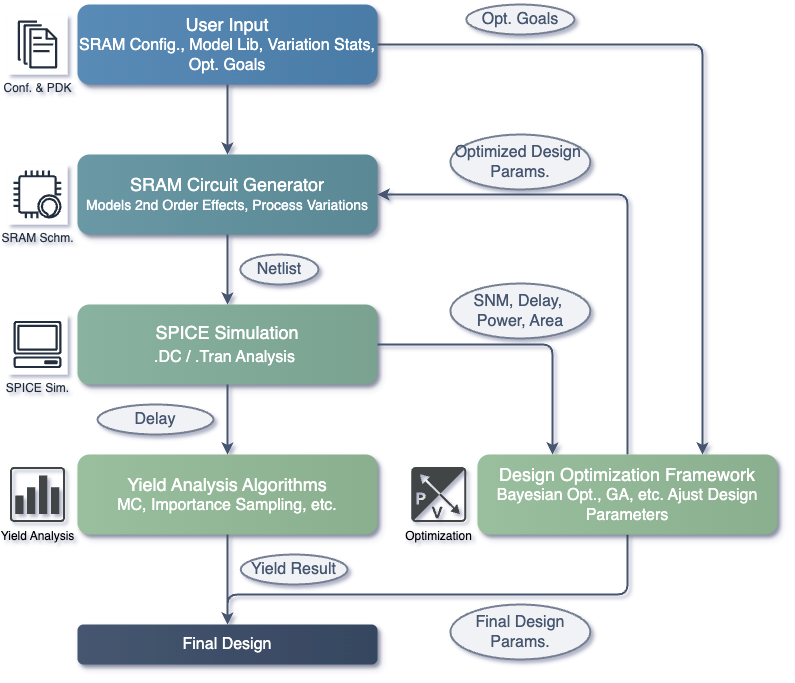 User Input
SRAM Config., Model Lib, Variation Stats,
Opt. Goals
Opt. Goals
Conf. & PDK
Optimized Design
Params.
SRAM Circuit Generator
Models 2nd Order Effects, Process Variations
SRAM Schm.
Netlist
SNM, Delay,
Power, Area
SPICE Simulation
.DC / .Tran Analysis
SPICE Sim.
Delay
Yield Analysis Algorithms
MC, Importance Sampling, etc.
Yield Analysis
P
V
Optimization
Design Optimization Framework
Bayesian Opt., GA, etc. Ajust Design
Parameters
Yield Result
Final Design
Params.
Final Design